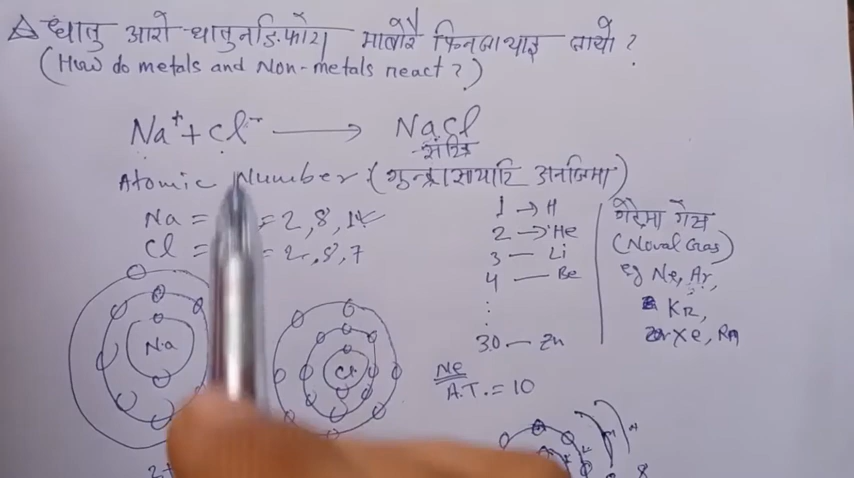 धातु आरो धातुनङि.फोरा माबोरै फिनजाथाइ जायो ?
(How do metals and Non-metals react ?)
Na⁺ + Cl⁻ → NaCl
Atomic Number (
Na = = 2, 8, 1
Cl = = 2, 8, 7
1 → H
2 → He
3 — Li
4 — Be
30 — Zn
गैस
(Noval Gas)
eg Ne, Ar,
KR,
Xe, Rn
Na
Cl
Ne
A.T. = 10